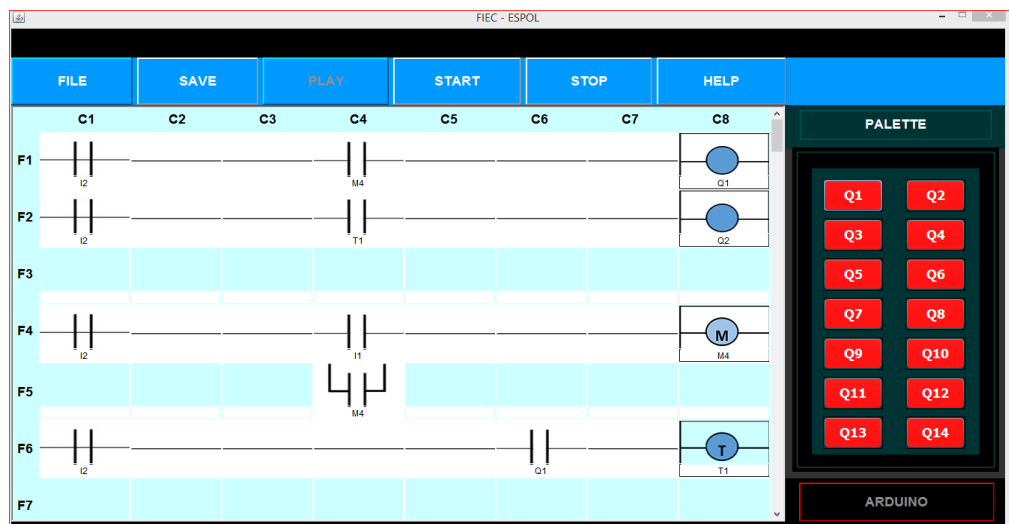 FIEC - ESPOL
FILE SAVE PLAY START STOP HELP
C1 C2 C3 C4 C5 C6 C7 C8
PALETTE
F1
I2 M4 Q1
Q1 Q2
F2
I2 T1 Q2
Q3 Q4
F3
Q5 Q6
Q7 Q8
F4 M
I2 I1 M4
Q9 Q10
F5
Q11 Q12
M4
Q13 Q14
F6 T
I2 Q1 T1
F7
ARDUINO